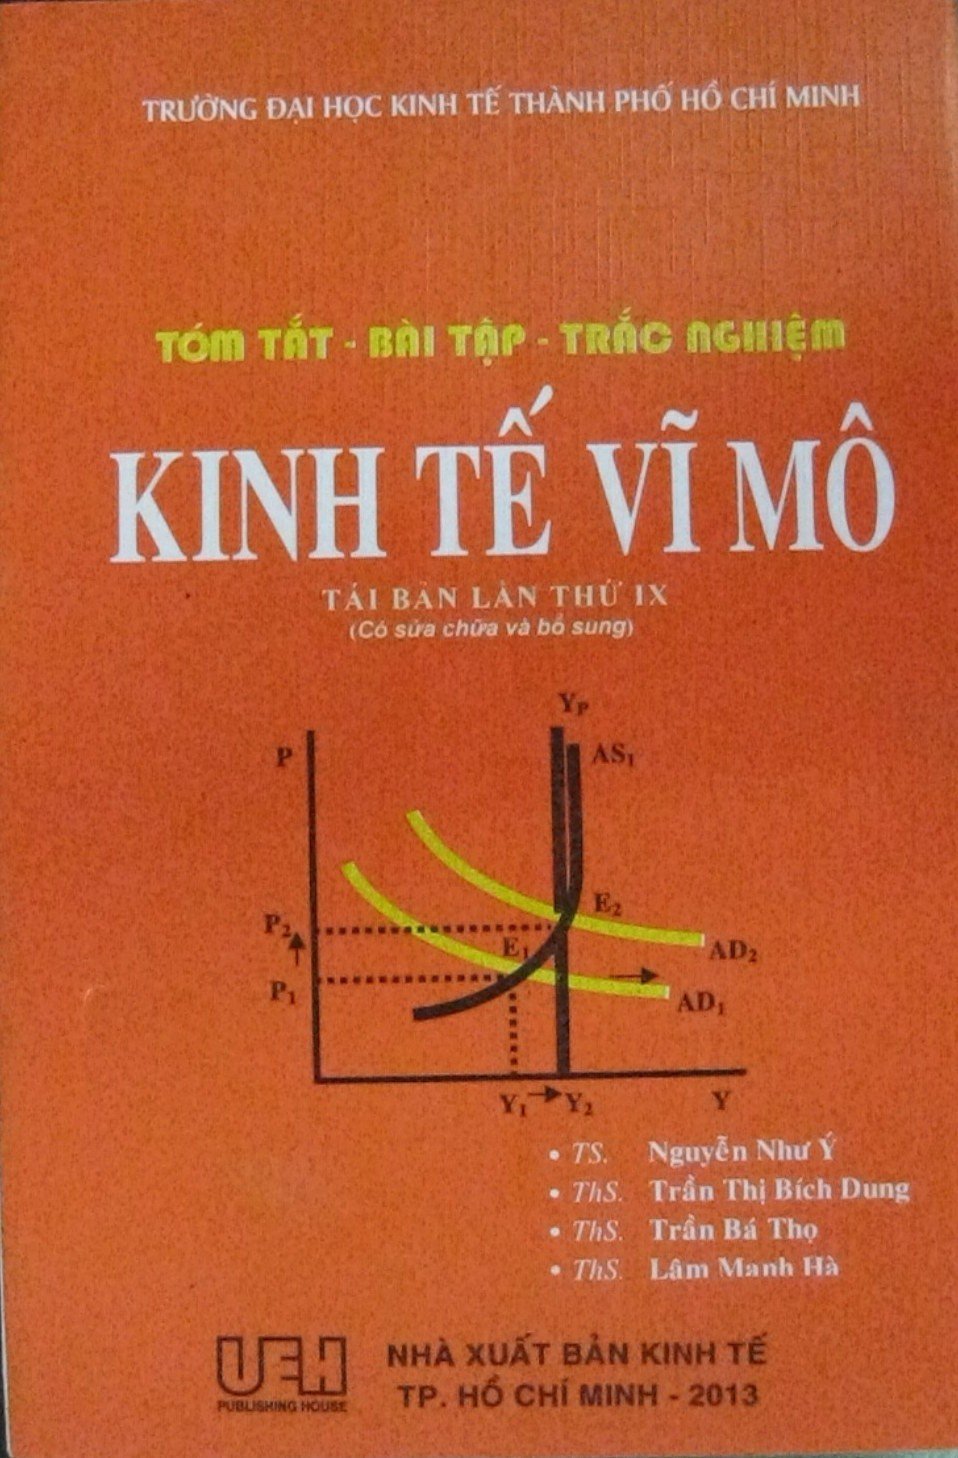 TRƯỜNG ĐẠI HỌC KINH TẾ THÀNH PHỐ HỒ CHÍ MINH
TÓM TẮT - BÀI TẬP - TRẮC NGHIỆM
KINH TẾ VĨ MÔ
TÁI BẢN LẦN THỨ IX
(Có sửa chữa và bổ sung)
YP
P AS1
P2 E2
E1 AD2
P1 AD1
Y1 Y2 Y
• TS. Nguyễn Như Ý
• ThS. Trần Thị Bích Dung
• ThS. Trần Bá Thọ
• ThS. Lâm Mạnh Hà
UEH NHÀ XUẤT BẢN KINH TẾ
PUBLISHING HOUSE TP. HỒ CHÍ MINH - 2013